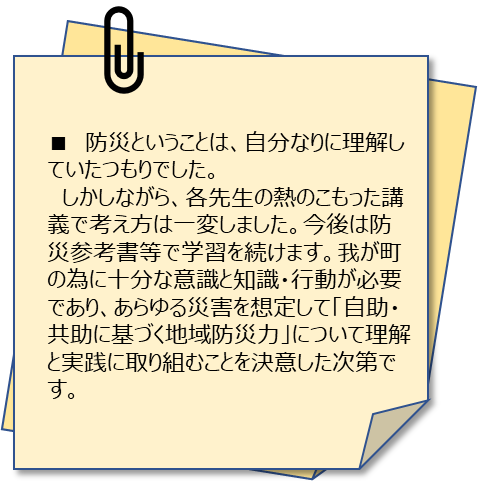 ■　防災ということは、自分なりに理解し
ていたつもりでした。
　しかしながら、各先生の熱のこもった講
義で考え方は一変しました。今後は防
災参考書等で学習を続けます。我が町
の為に十分な意識と知識・行動が必要
であり、あらゆる災害を想定して「自助・
共助に基づく地域防災力」について理解
と実践に取り組むことを決意した次第で
す。